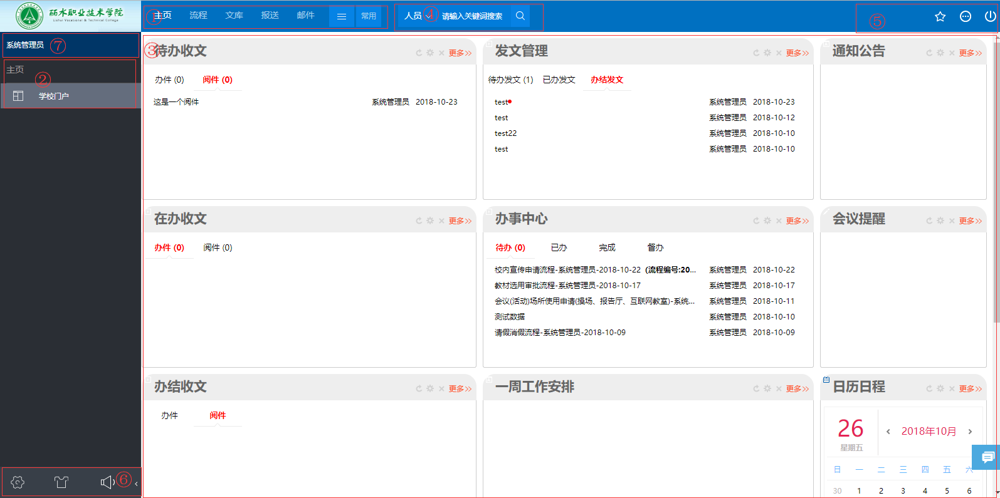 丽水职业技术学院
Lishui Vocational & Technical College
① 主页 流程 文库 报送 邮件 常用
人员 ④ 请输入关键词搜索
⑤
系统管理员 ⑦
主页
②
学校门户
③ 待办收文 更多>>
办件 (0) 阅件 (0)
这是一个阅件 系统管理员 2018-10-23
发文管理 更多>>
待办发文 (1) 已办发文 办结发文
test 系统管理员 2018-10-23
test 系统管理员 2018-10-12
test22 系统管理员 2018-10-10
test 系统管理员 2018-10-10
通知公告 更多>>
在办收文 更多>>
办件 (0) 阅件 (0)
办事中心 更多>>
待办 (0) 已办 完成 督办
校内宣传申请流程-系统管理员-2018-10-22 (流程编号:20... 系统管理员 2018-10-22
教材选用审批流程-系统管理员-2018-10-17 系统管理员 2018-10-17
会议(活动)场所使用申请(操场、报告厅、互联网教室)-系统... 系统管理员 2018-10-11
测试数据 系统管理员 2018-10-10
请假消假流程-系统管理员-2018-10-09 系统管理员 2018-10-09
会议提醒 更多>>
办结收文 更多>>
办件 阅件
一周工作安排 更多>>
日历日程 更多>>
26
星期五
2018年10月
日 一 二 三 四 五 六
30 1 2 3 4 5 6
⑥